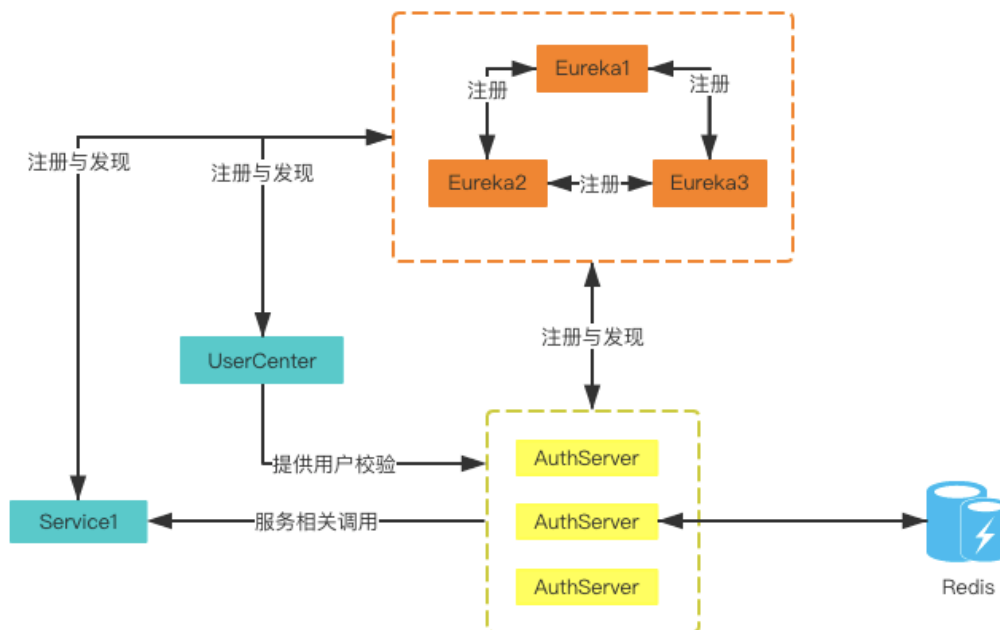 Eureka1
注册
注册
Eureka2
注册
Eureka3
注册与发现
注册与发现
注册与发现
UserCenter
提供用户校验
AuthServer
Service1
服务相关调用
AuthServer
AuthServer
Redis